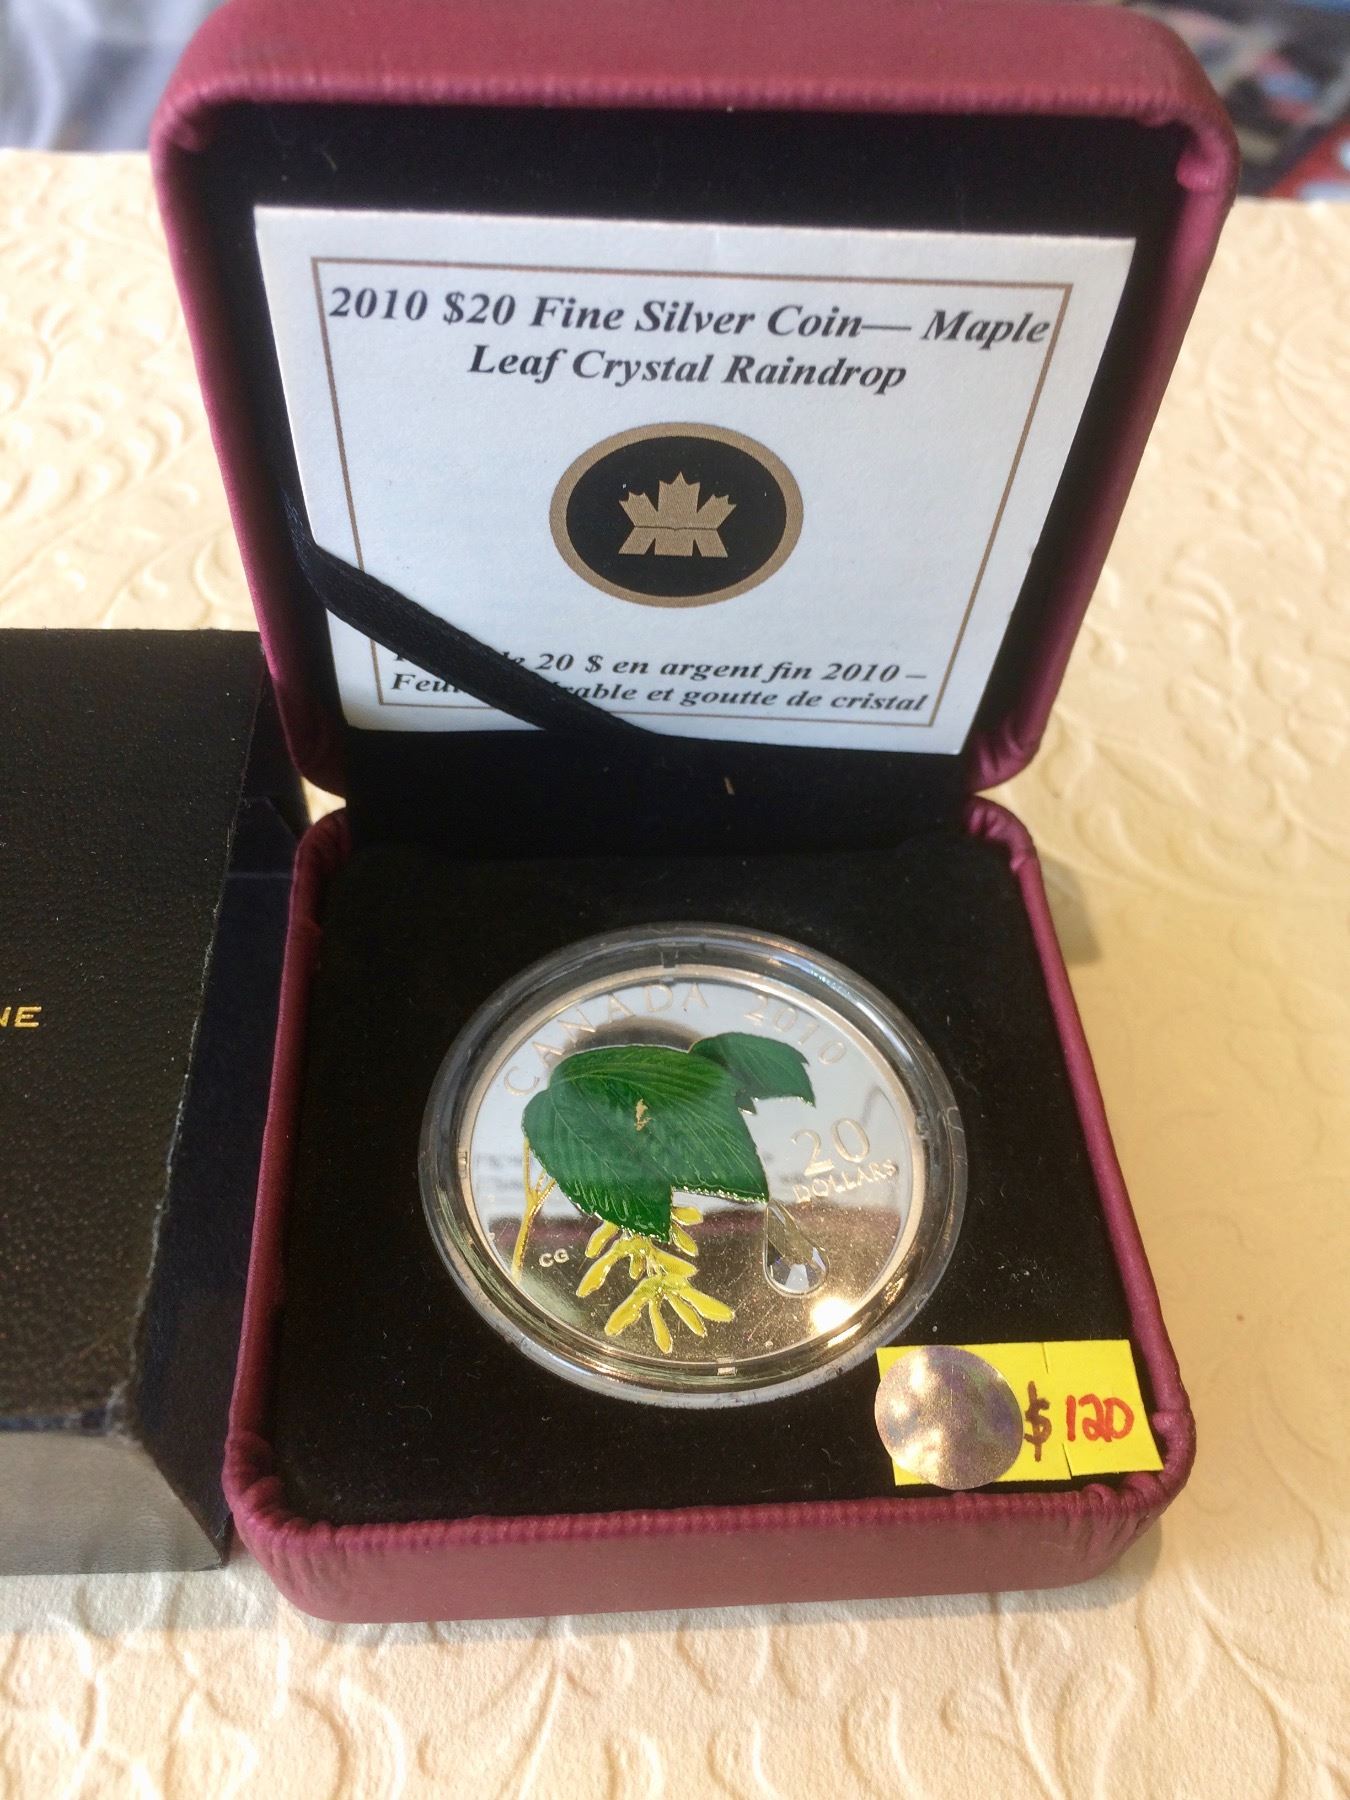 2010 $20 Fine Silver Coin— Maple
Leaf Crystal Raindrop
20 $ en argent fin 2010 –
et goutte de cristal
NE
CANADA 2010
20
DOLLARS
CG
$120